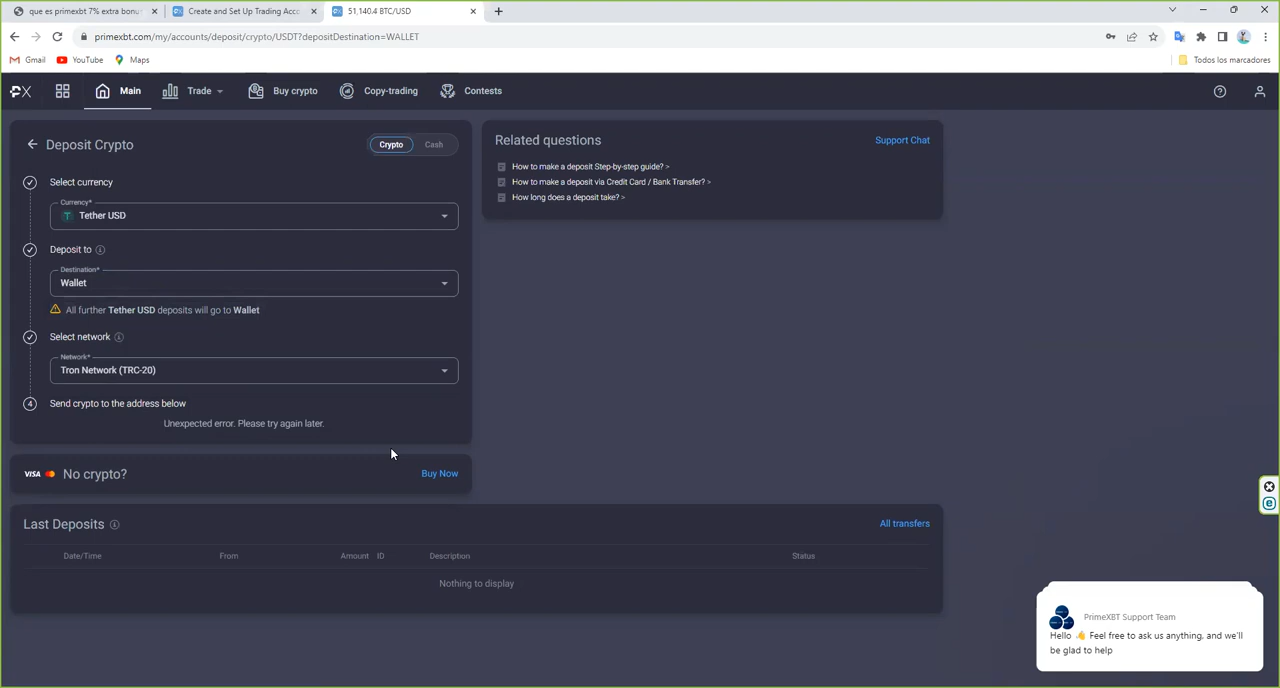 que es primexbt 7% extra bonu
Create and Set Up Trading Acco
51,140.4 BTC/USD
primexbt.com/my/accounts/deposit/crypto/USDT?depositDestination=WALLET
Gmail
YouTube
Maps
Todos los marcadores
PX
Main
Trade
Buy crypto
Copy-trading
Contests
Deposit Crypto
Crypto
Cash
Select currency
Currency*
Tether USD
Deposit to
Destination*
Wallet
All further Tether USD deposits will go to Wallet
Select network
Network*
Tron Network (TRC-20)
4 Send crypto to the address below
Unexpected error. Please try again later.
VISA No crypto?
Buy Now
Related questions
Support Chat
How to make a deposit Step-by-step guide? >
How to make a deposit via Credit Card / Bank Transfer? >
How long does a deposit take? >
Last Deposits
All transfers
Date/Time From Amount ID Description Status
Nothing to display
PrimeXBT Support Team
Hello 👋 Feel free to ask us anything, and we'll
be glad to help